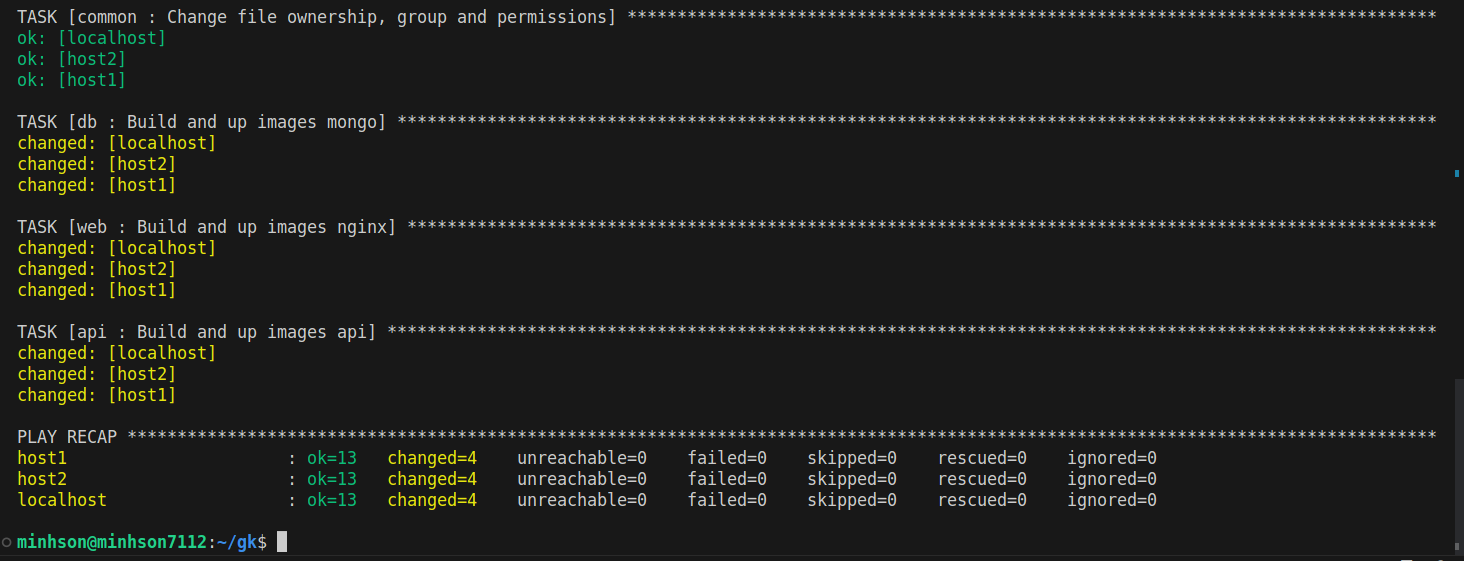 TASK [common : Change file ownership, group and permissions] *********************************************************************************
ok: [localhost]
ok: [host2]
ok: [host1]
TASK [db : Build and up images mongo] ********************************************************************************************************
changed: [localhost]
changed: [host2]
changed: [host1]
TASK [web : Build and up images nginx] *******************************************************************************************************
changed: [localhost]
changed: [host2]
changed: [host1]
TASK [api : Build and up images api] *********************************************************************************************************
changed: [localhost]
changed: [host2]
changed: [host1]
PLAY RECAP ***********************************************************************************************************************************
host1                      : ok=13   changed=4    unreachable=0    failed=0    skipped=0    rescued=0    ignored=0
host2                      : ok=13   changed=4    unreachable=0    failed=0    skipped=0    rescued=0    ignored=0
localhost                  : ok=13   changed=4    unreachable=0    failed=0    skipped=0    rescued=0    ignored=0
minhson@minhson7112:~/gk$